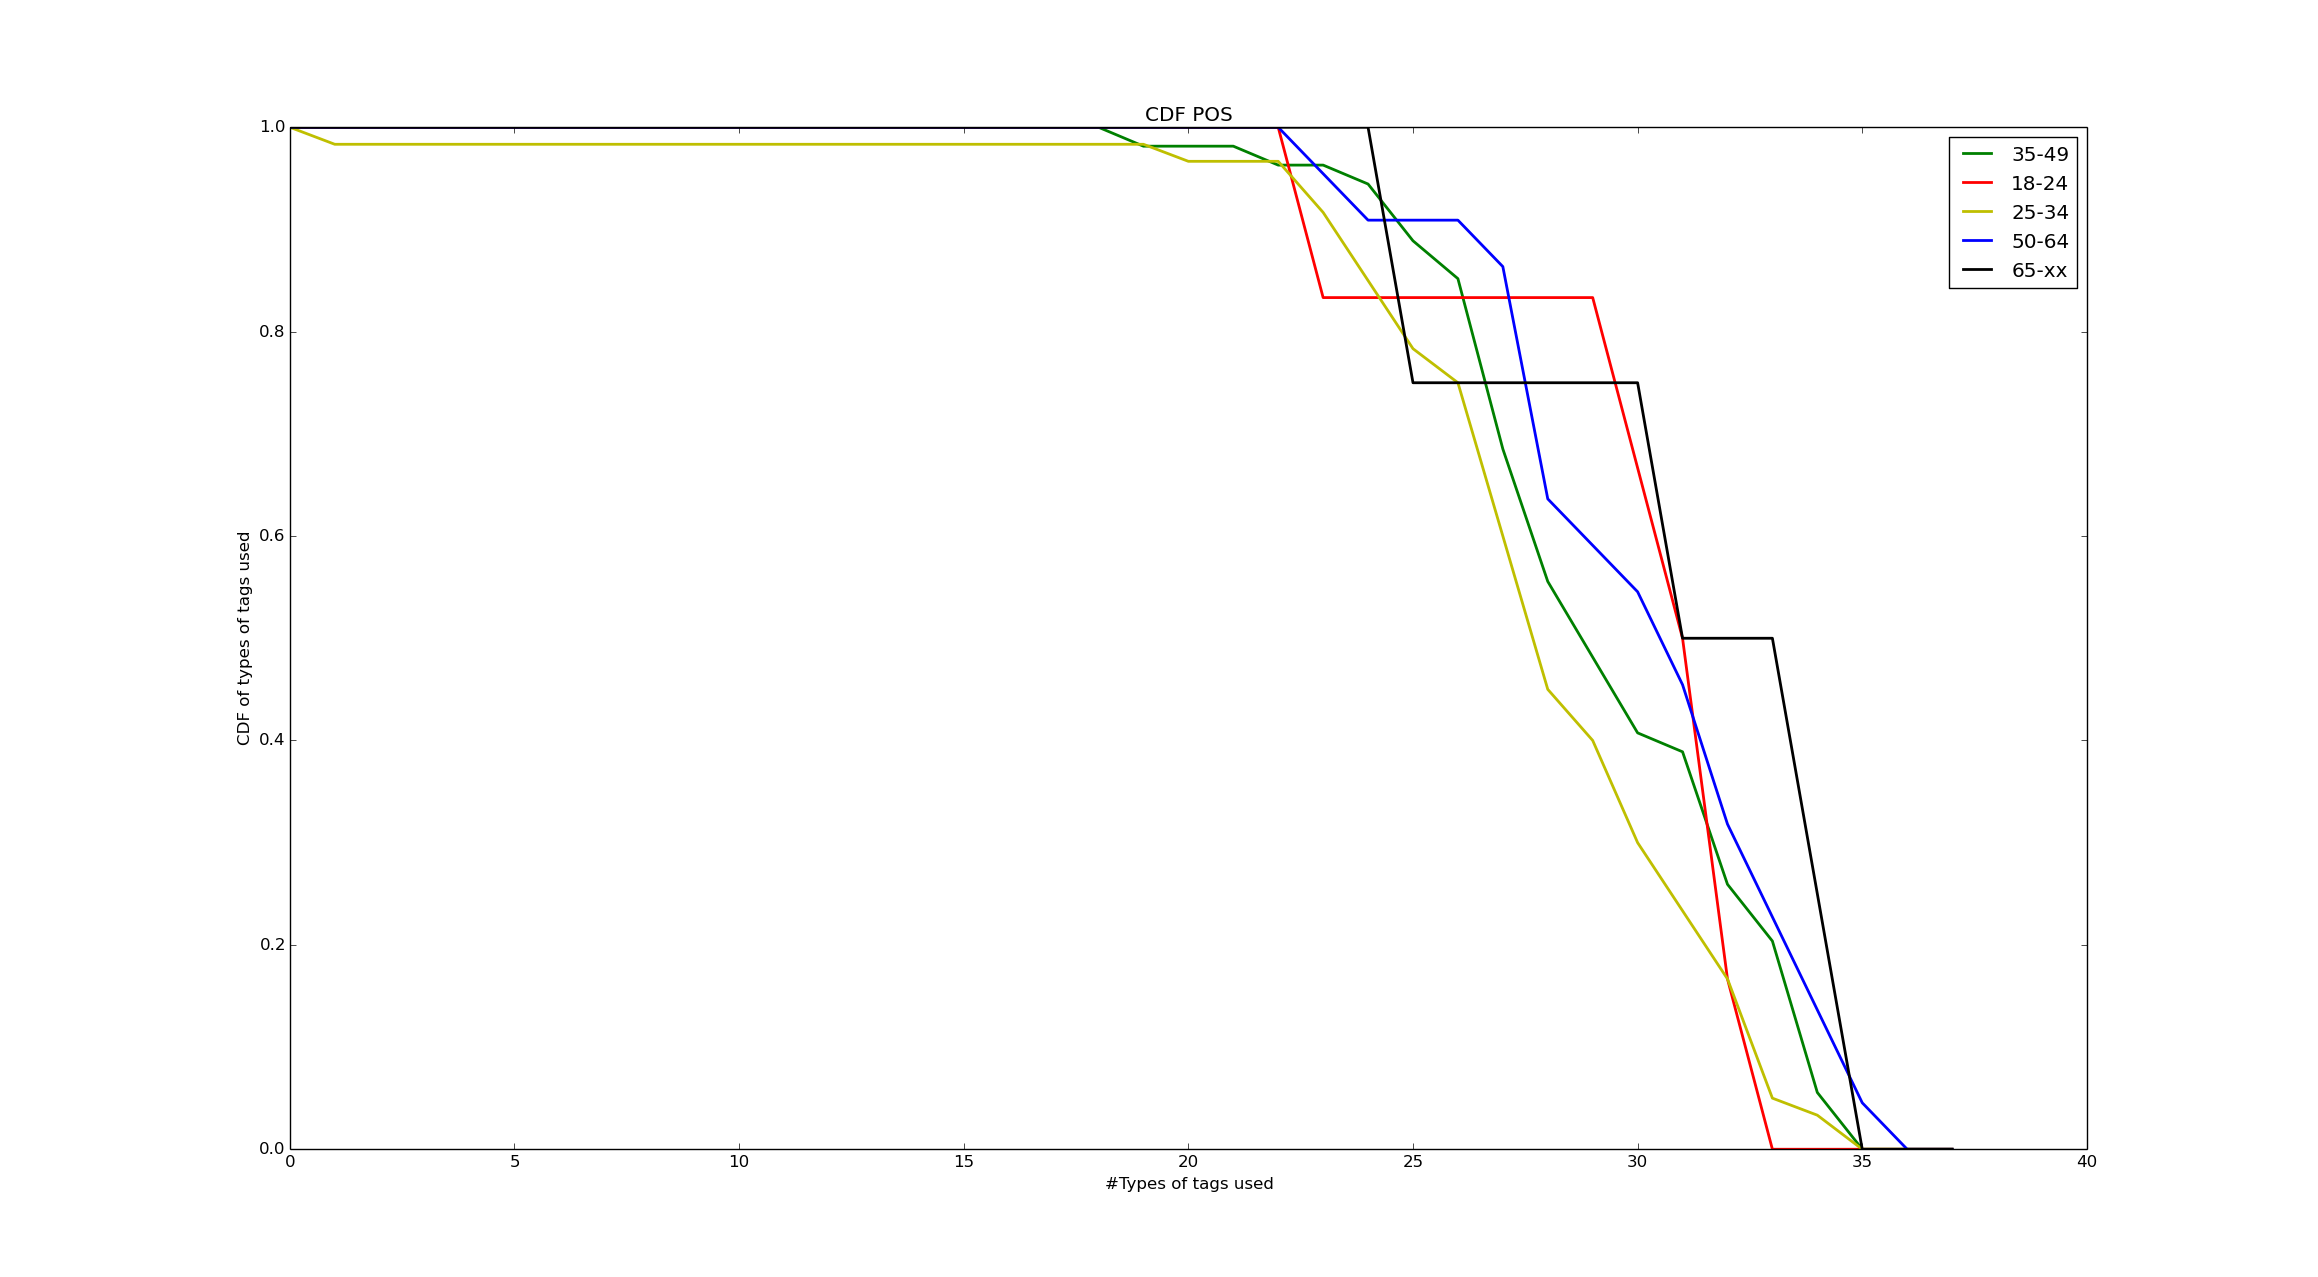 CDF POS
1.0
0.8
0.6
0.4
0.2
0.0
CDF of types of tags used
35-49
18-24
25-34
50-64
65-xx
0 5 10 15 20 25 30 35 40
#Types of tags used